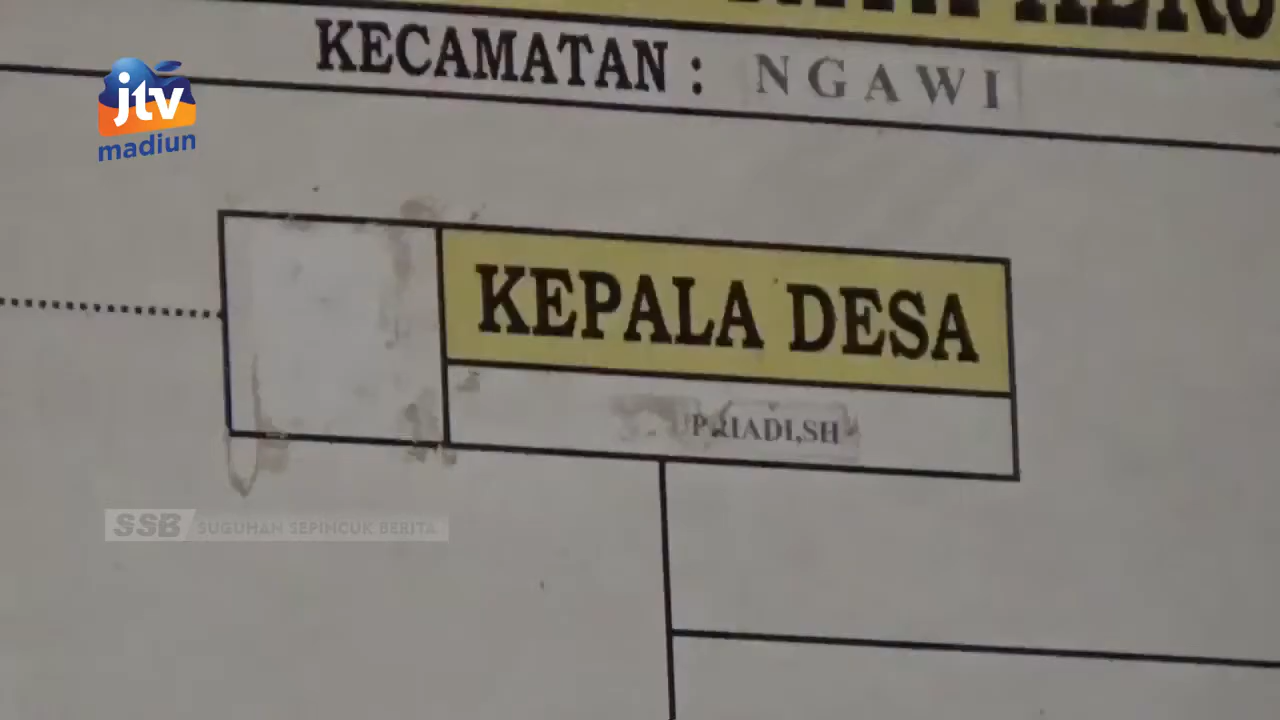 KECAMATAN : NGAWI
jtv
madiun
KEPALA DESA
PRIADI,SH
SSB SUGUHAN SEPINCUK BERITA